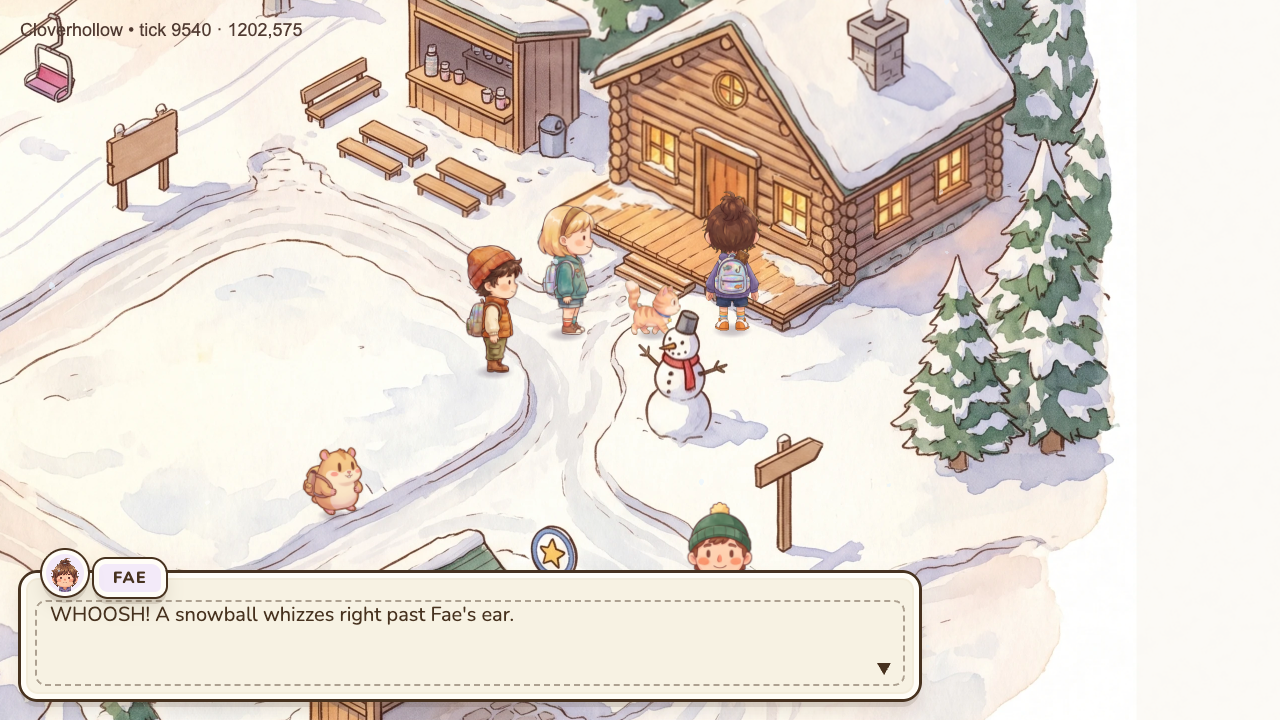 Cloverhollow • tick 9540 · 1202,575
FAE
WHOOSH! A snowball whizzes right past Fae's ear.